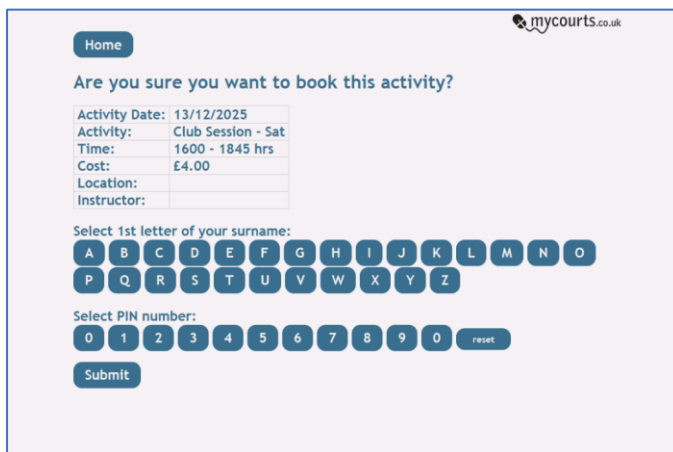 mycourts.co.uk
Home
Are you sure you want to book this activity?
Activity Date: 13/12/2025
Activity: Club Session - Sat
Time: 1600 - 1845 hrs
Cost: £4.00
Location:
Instructor:
Select 1st letter of your surname:
A B C D E F G H I J K L M N O
P Q R S T U V W X Y Z
Select PIN number:
0 1 2 3 4 5 6 7 8 9 0 reset
Submit